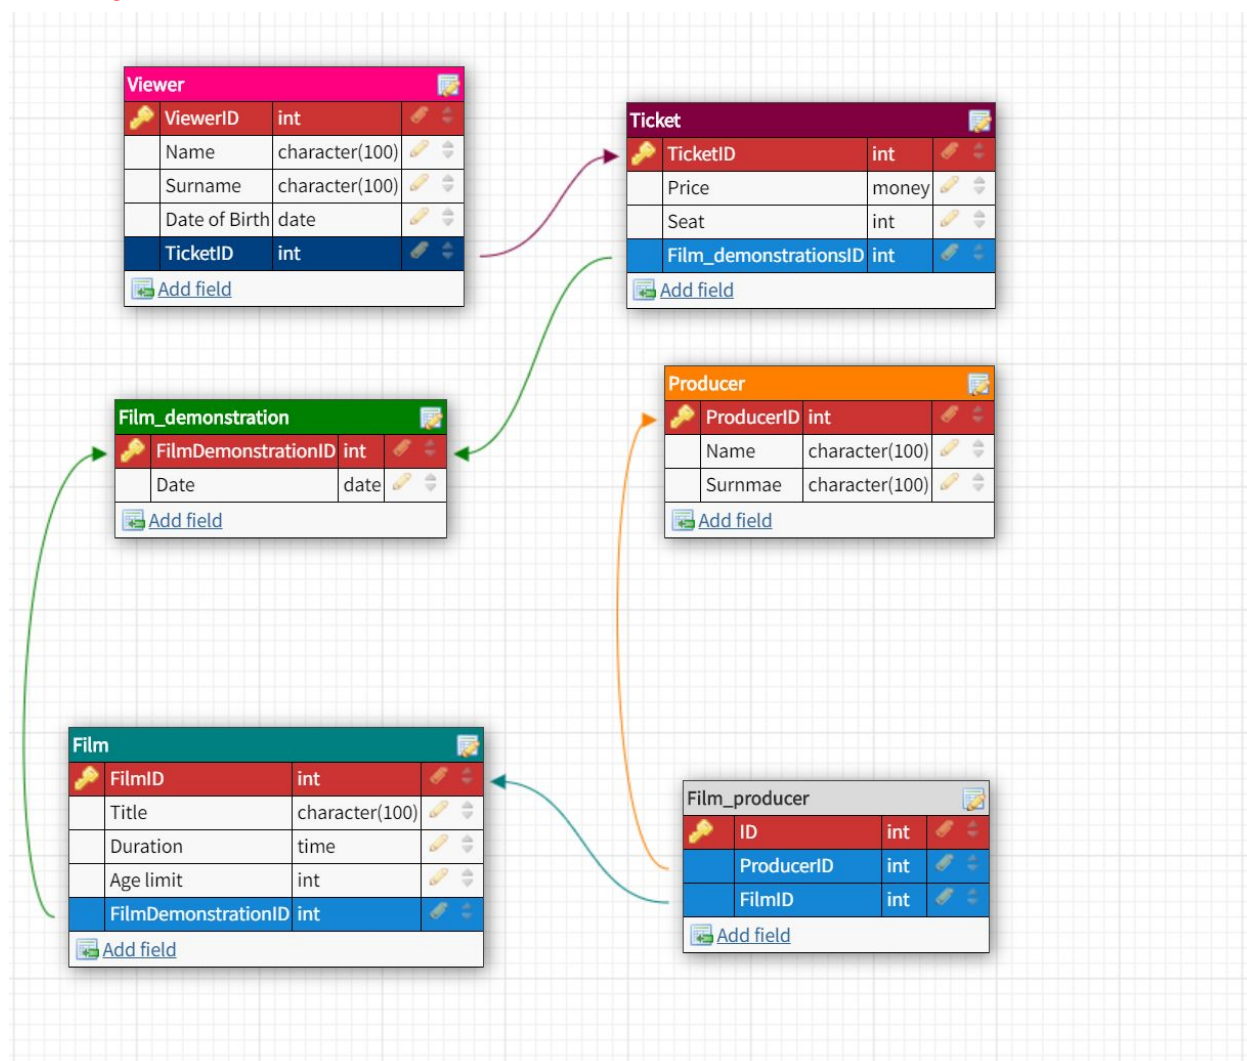 Viewer
ViewerID int
Name character(100)
Surname character(100)
Date of Birth date
TicketID int
Add field
Ticket
TicketID int
Price money
Seat int
Film_demonstrationsID int
Add field
Film_demonstration
FilmDemonstrationID int
Date date
Add field
Producer
ProducerID int
Name character(100)
Surnmae character(100)
Add field
Film
FilmID int
Title character(100)
Duration time
Age limit int
FilmDemonstrationID int
Add field
Film_producer
ID int
ProducerID int
FilmID int
Add field